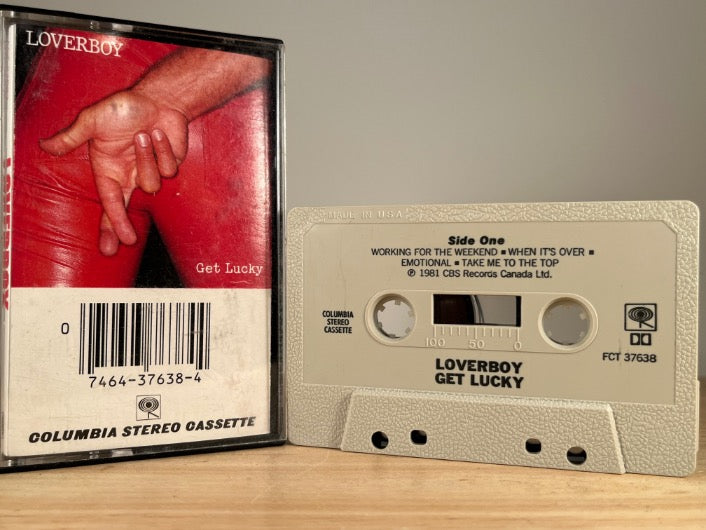 LOVERBOY
Get Lucky
LOVERBOY
0
7464-37638-4
COLUMBIA STEREO CASSETTE
MADE IN USA
Side One
WORKING FOR THE WEEKEND ■ WHEN IT'S OVER ■
EMOTIONAL ■ TAKE ME TO THE TOP
℗ 1981 CBS Records Canada Ltd.
COLUMBIA
STEREO
CASSETTE
100 50 0
FCT 37638
LOVERBOY
GET LUCKY